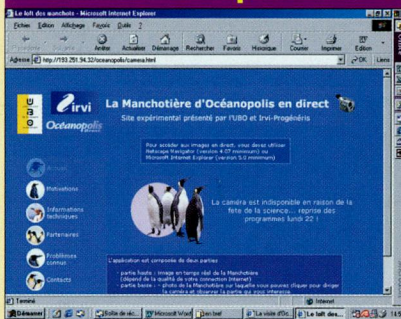 Le loft des manchots - Microsoft Internet Explorer
Fichier Edition Affichage Favoris Outils ?
Arrêter Actualiser Démarrage Rechercher Favoris Historique Courrier Imprimer Edition
Adresse http://193.251.94.32/oceanopolis/camera.html OK Liens
UBO
irvi
Océanopolis
La Manchotière d'Océanopolis en direct
Site expérimental présenté par l'UBO et Irvi-Progénéris
Pour accéder aux images en direct, vous devez utiliser
Netscape Navigator (version 4.07 minimum) ou
Microsoft Internet Explorer (version 5.0 minimum)
Accueil
Motivations
Informations
techniques
Partenaires
Problèmes
connus
Contacts
La caméra est indisponible en raison de la
fete de la science... reprise des
programmes lundi 22 !
L'application est composée de deux parties
- partie haute : image en temps réel de la Manchotière
(dépend de la qualité de votre connection Internet)
- partie basse : - photo de la Manchotière sur laquelle vous pouvez cliquer pour diriger
la caméra et observer la partie qui vous interesse.
Terminé Internet
Démarrer Boîte de réc... Microsoft Word La visite d'Oc... Le loft des...